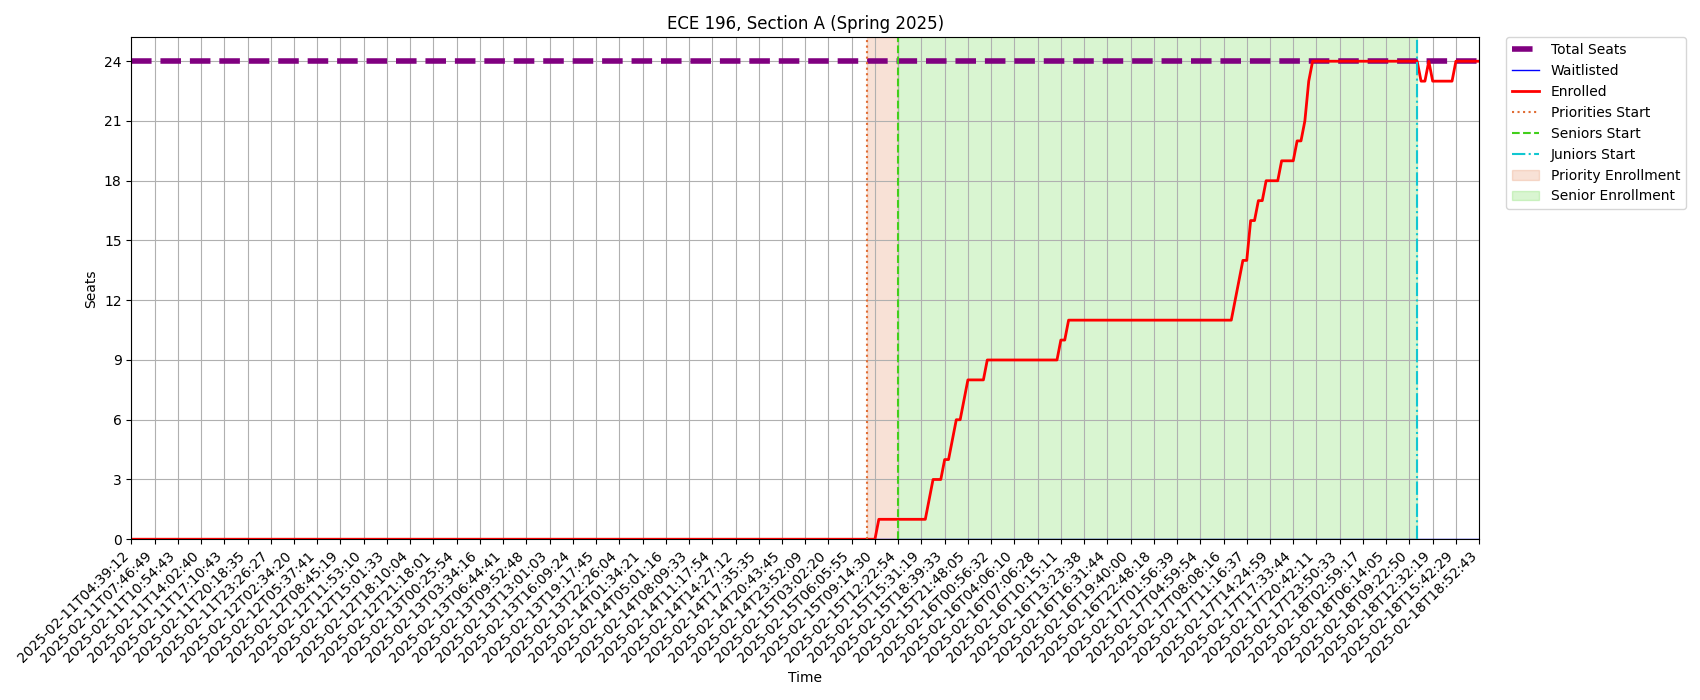 ECE 196, Section A (Spring 2025)
Seats
24
21
18
15
12
9
6
3
0
2025-02-11T04:39:12
2025-02-11T07:46:49
2025-02-11T10:54:43
2025-02-11T14:02:40
2025-02-11T17:10:43
2025-02-11T20:18:35
2025-02-11T23:26:27
2025-02-12T02:34:20
2025-02-12T05:37:41
2025-02-12T08:45:19
2025-02-12T11:53:10
2025-02-12T15:01:33
2025-02-12T18:10:04
2025-02-12T21:18:01
2025-02-13T00:25:54
2025-02-13T03:34:16
2025-02-13T06:44:41
2025-02-13T09:52:48
2025-02-13T13:01:03
2025-02-13T16:09:24
2025-02-13T19:17:45
2025-02-13T22:26:04
2025-02-14T01:34:21
2025-02-14T05:01:16
2025-02-14T08:09:33
2025-02-14T11:17:54
2025-02-14T14:27:12
2025-02-14T17:35:35
2025-02-14T20:43:45
2025-02-14T23:52:09
2025-02-15T03:02:20
2025-02-15T06:05:55
2025-02-15T09:14:30
2025-02-15T12:22:54
2025-02-15T15:31:19
2025-02-15T18:39:33
2025-02-15T21:48:05
2025-02-16T00:56:32
2025-02-16T04:06:10
2025-02-16T07:06:28
2025-02-16T10:15:11
2025-02-16T13:23:38
2025-02-16T16:31:44
2025-02-16T19:40:00
2025-02-16T22:48:18
2025-02-17T01:56:39
2025-02-17T04:59:54
2025-02-17T08:08:16
2025-02-17T11:16:37
2025-02-17T14:24:59
2025-02-17T17:33:44
2025-02-17T20:42:11
2025-02-17T23:50:33
2025-02-18T02:59:17
2025-02-18T06:14:05
2025-02-18T09:22:50
2025-02-18T12:32:19
2025-02-18T15:42:29
2025-02-18T18:52:43
Time
Total Seats
Waitlisted
Enrolled
Priorities Start
Seniors Start
Juniors Start
Priority Enrollment
Senior Enrollment